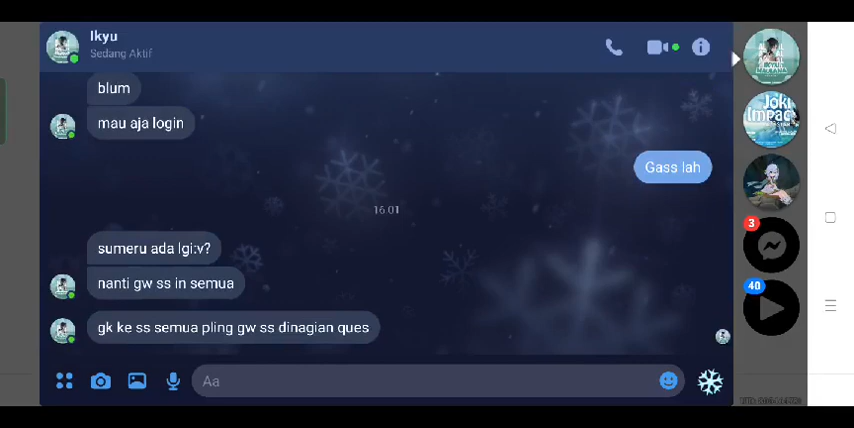 Ikyu
Sedang Aktif
blum
mau aja login
Gass lah
16.01
sumeru ada lgi:v?
nanti gw ss in semua
gk ke ss semua pling gw ss dinagian ques
Aa
Joki
Impac
3
40